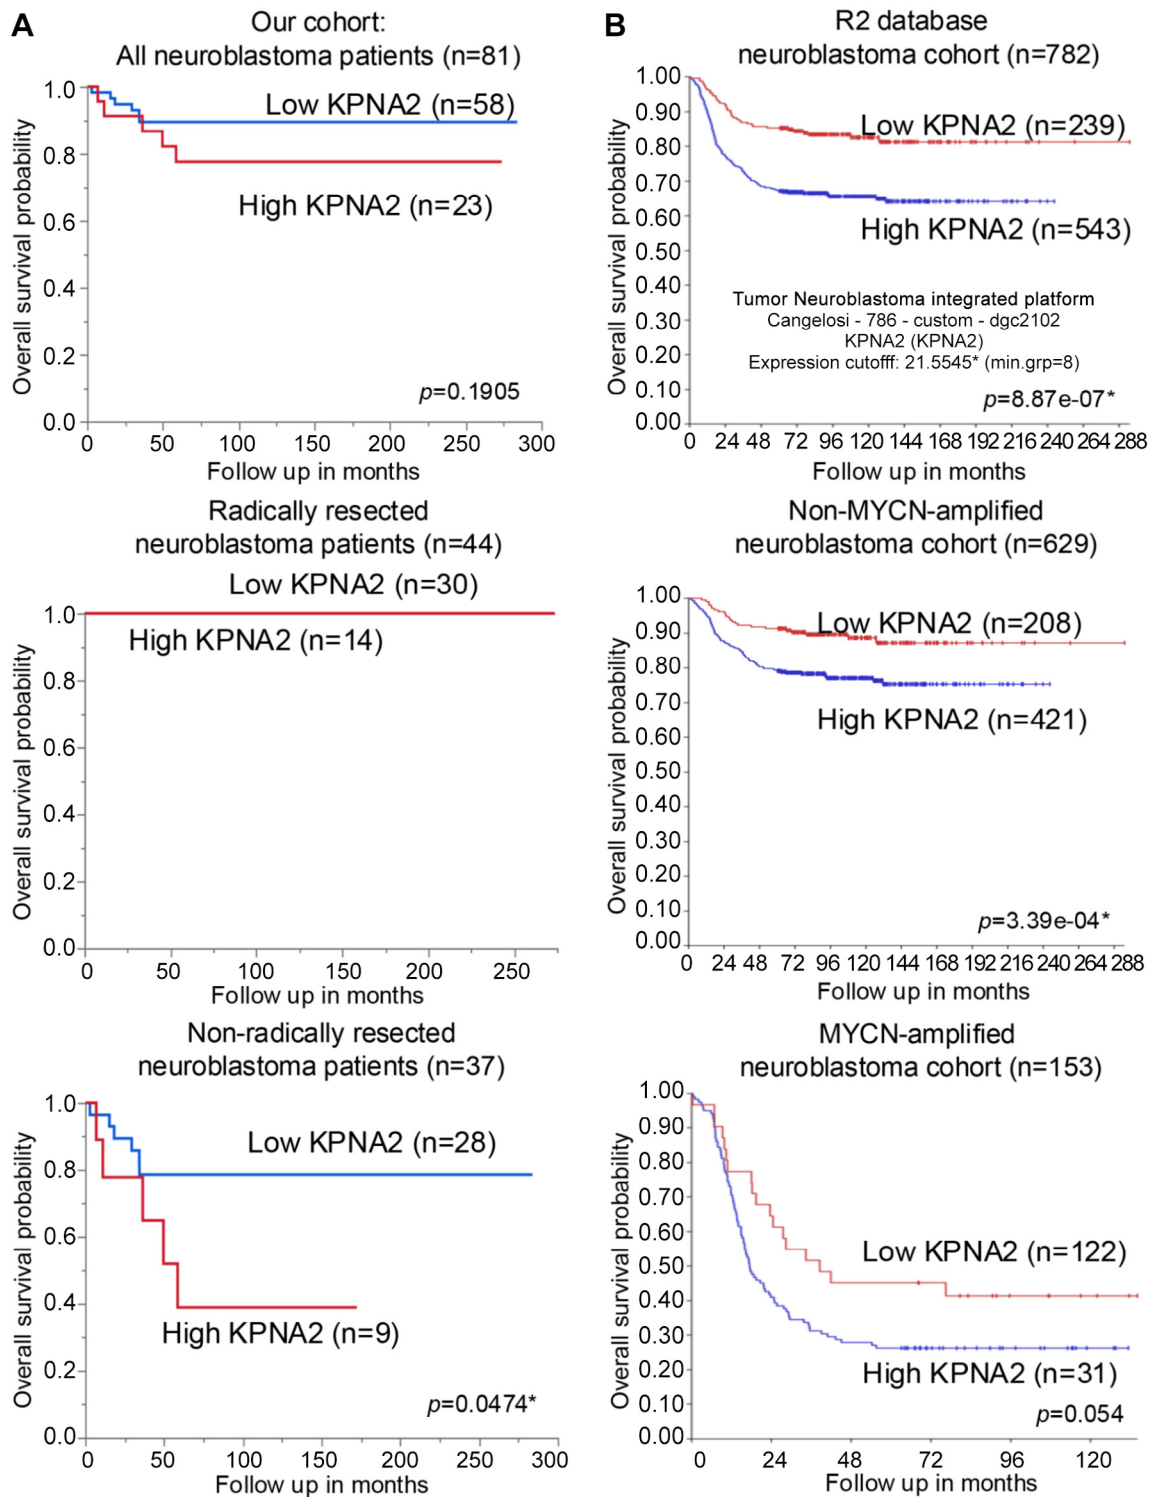 A
Our cohort:
All neuroblastoma patients (n=81)
Overall survival probability
1.0
0.8
0.6
0.4
0.2
0.0
Low KPNA2 (n=58)
High KPNA2 (n=23)
p=0.1905
0 50 100 150 200 250 300
Follow up in months
Radically resected
neuroblastoma patients (n=44)
Low KPNA2 (n=30)
Overall survival probability
1.0
0.8
0.6
0.4
0.2
0.0
High KPNA2 (n=14)
0 50 100 150 200 250
Follow up in months
Non-radically resected
neuroblastoma patients (n=37)
Overall survival probability
1.0
0.8
0.6
0.4
0.2
0.0
Low KPNA2 (n=28)
High KPNA2 (n=9)
p=0.0474*
0 50 100 150 200 250 300
Follow up in months
B
R2 database
neuroblastoma cohort (n=782)
Overall survival probability
1.00
0.90
0.80
0.70
0.60
0.50
0.40
0.30
0.20
0.10
0.00
Low KPNA2 (n=239)
High KPNA2 (n=543)
Tumor Neuroblastoma integrated platform
Cangelosi - 786 - custom - dgc2102
KPNA2 (KPNA2)
Expression cutofff: 21.5545* (min.grp=8)
p=8.87e-07*
0 24 48 72 96 120 144 168 192 216 240 264 288
Follow up in months
Non-MYCN-amplified
neuroblastoma cohort (n=629)
Overall survival probability
1.00
0.90
0.80
0.70
0.60
0.50
0.40
0.30
0.20
0.10
0.00
Low KPNA2 (n=208)
High KPNA2 (n=421)
p=3.39e-04*
0 24 48 72 96 120 144 168 192 216 240 264 288
Follow up in months
MYCN-amplified
neuroblastoma cohort (n=153)
Overall survival probability
1.00
0.90
0.80
0.70
0.60
0.50
0.40
0.30
0.20
0.10
0.00
Low KPNA2 (n=122)
High KPNA2 (n=31)
p=0.054
0 24 48 72 96 120
Follow up in months